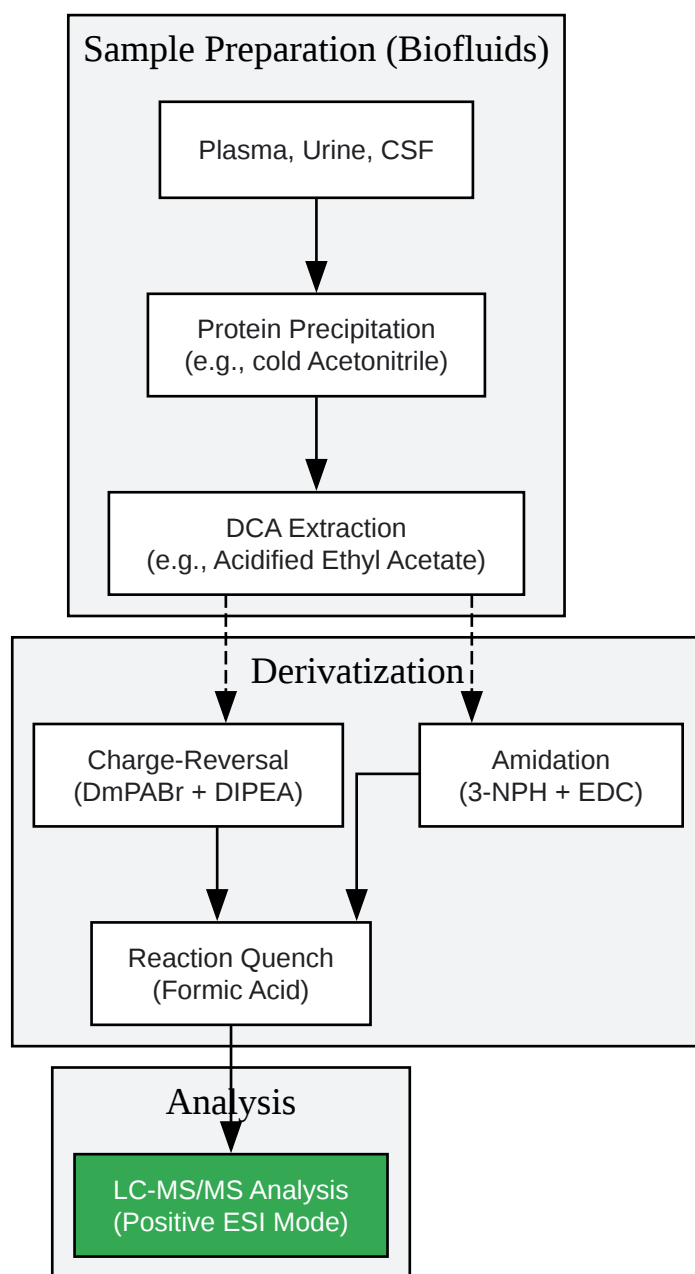 Sample Preparation (Biofluids)
Plasma, Urine, CSF
Protein Precipitation
(e.g., cold Acetonitrile)
DCA Extraction
(e.g., Acidified Ethyl Acetate)
Derivatization
Charge-Reversal
(DmPABr + DIPEA)
Amidation
(3-NPH + EDC)
Reaction Quench
(Formic Acid)
Analysis
LC-MS/MS Analysis
(Positive ESI Mode)